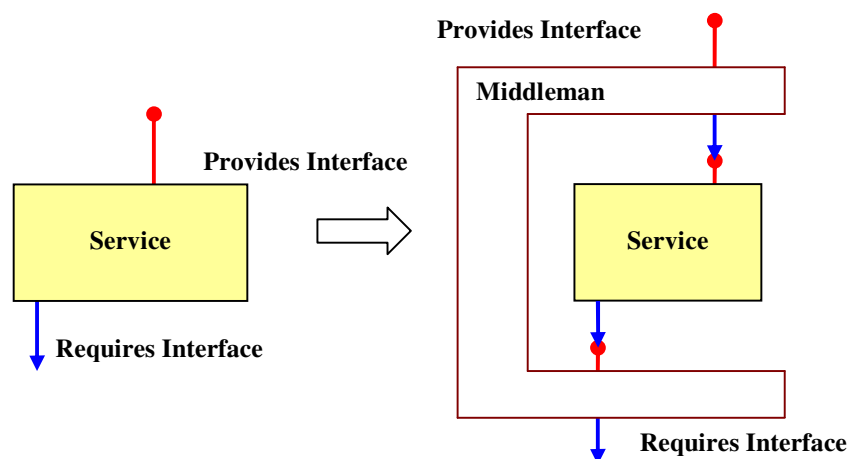 Provides Interface
Service
Requires Interface
Provides Interface
Middleman
Service
Requires Interface